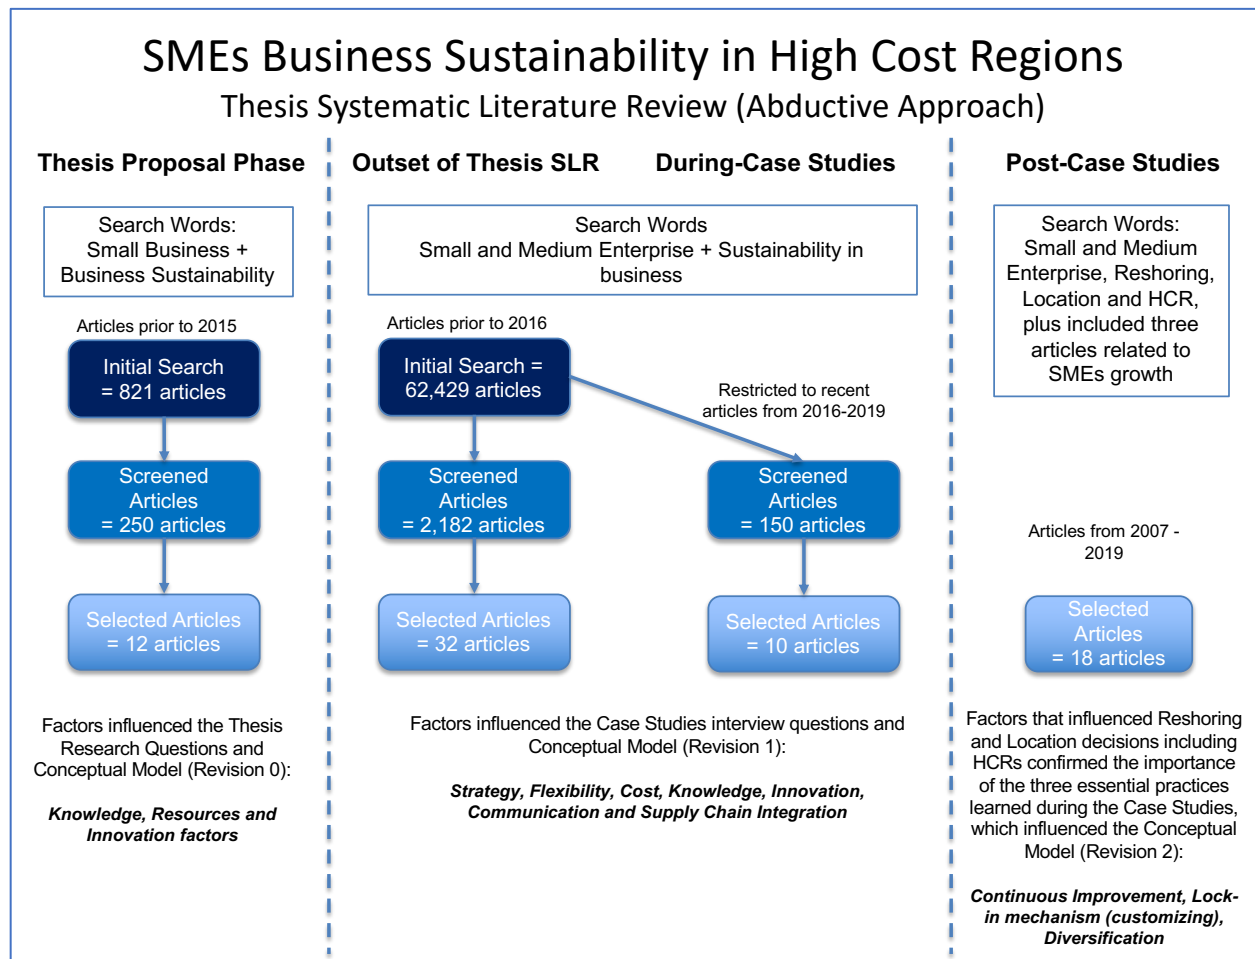 SMEs Business Sustainability in High Cost Regions
Thesis Systematic Literature Review (Abductive Approach)
Thesis Proposal Phase
Search Words:
Small Business +
Business Sustainability
Articles prior to 2015
Initial Search
= 821 articles
Screened
Articles
= 250 articles
Selected Articles
= 12 articles
Factors influenced the Thesis
Research Questions and
Conceptual Model (Revision 0):
Knowledge, Resources and
Innovation factors
Outset of Thesis SLR
During-Case Studies
Search Words
Small and Medium Enterprise + Sustainability in
business
Articles prior to 2016
Initial Search =
62,429 articles
Screened
Articles
= 2,182 articles
Selected Articles
= 32 articles
Restricted to recent
articles from 2016-2019
Screened
Articles
= 150 articles
Selected Articles
= 10 articles
Factors influenced the Case Studies interview questions and
Conceptual Model (Revision 1):
Strategy, Flexibility, Cost, Knowledge, Innovation,
Communication and Supply Chain Integration
Post-Case Studies
Search Words:
Small and Medium
Enterprise, Reshoring,
Location and HCR,
plus included three
articles related to
SMEs growth
Articles from 2007 -
2019
Selected
Articles
= 18 articles
Factors that influenced Reshoring
and Location decisions including
HCRs confirmed the importance
of the three essential practices
learned during the Case Studies,
which influenced the Conceptual
Model (Revision 2):
Continuous Improvement, Lock-
in mechanism (customizing),
Diversification